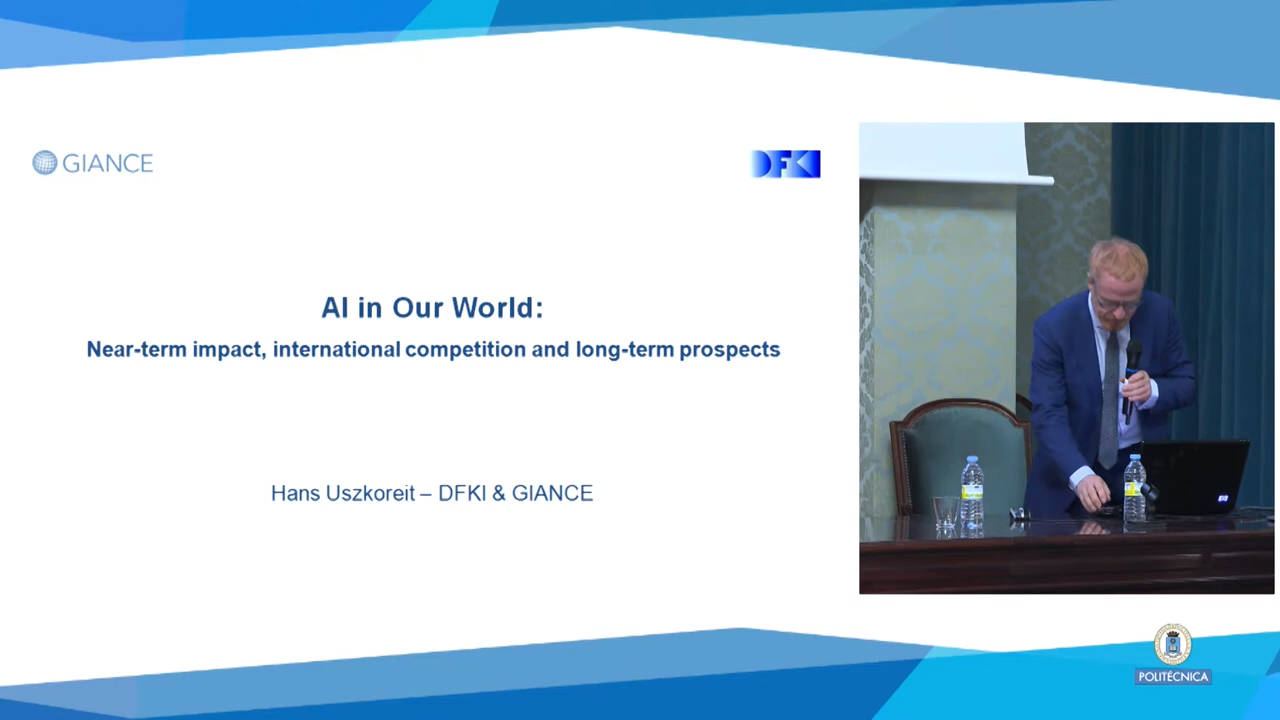 GIANCE
DFKI
AI in Our World:
Near-term impact, international competition and long-term prospects
Hans Uszkoreit – DFKI & GIANCE
POLITÉCNICA